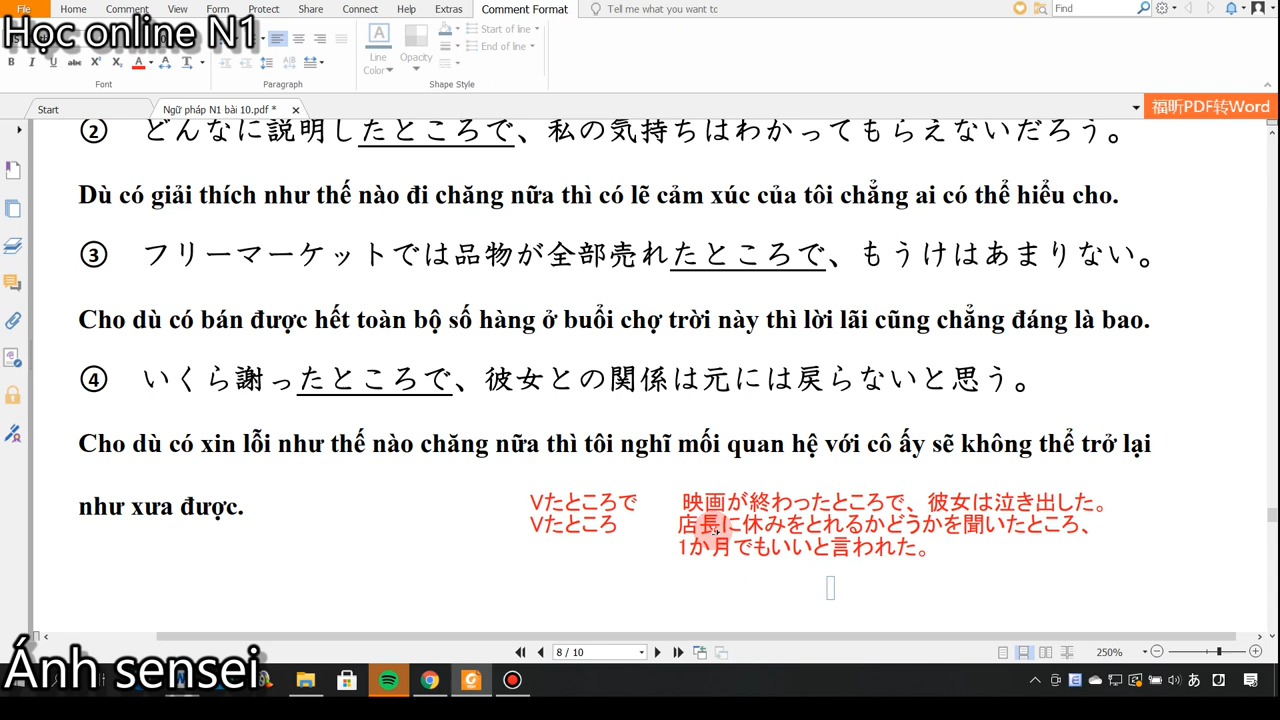 File Home Comment View Form Protect Share Connect Help Extras Comment Format Tell me what you want to Find
Học online N1
Line Color
Opacity
Start of line
End of line
Font Paragraph Shape Style
Start Ngữ pháp N1 bài 10.pdf * 福昕PDF转Word
② どんなに説明したところで、私の気持ちはわかってもらえないだろう。
Dù có giải thích như thế nào đi chăng nữa thì có lẽ cảm xúc của tôi chẳng ai có thể hiểu cho.
③ フリーマーケットでは品物が全部売れたところで、もうけはあまりない。
Cho dù có bán được hết toàn bộ số hàng ở buổi chợ trời này thì lời lãi cũng chẳng đáng là bao.
④ いくら謝ったところで、彼女との関係は元には戻らないと思う。
Cho dù có xin lỗi như thế nào chăng nữa thì tôi nghĩ mối quan hệ với cô ấy sẽ không thể trở lại
như xưa được.
Vたところで 映画が終わったところで、彼女は泣き出した。
Vたところ 店長に休みをとれるかどうかを聞いたところ、
1か月でもいいと言われた。
8 / 10 250%
Ánh sensei